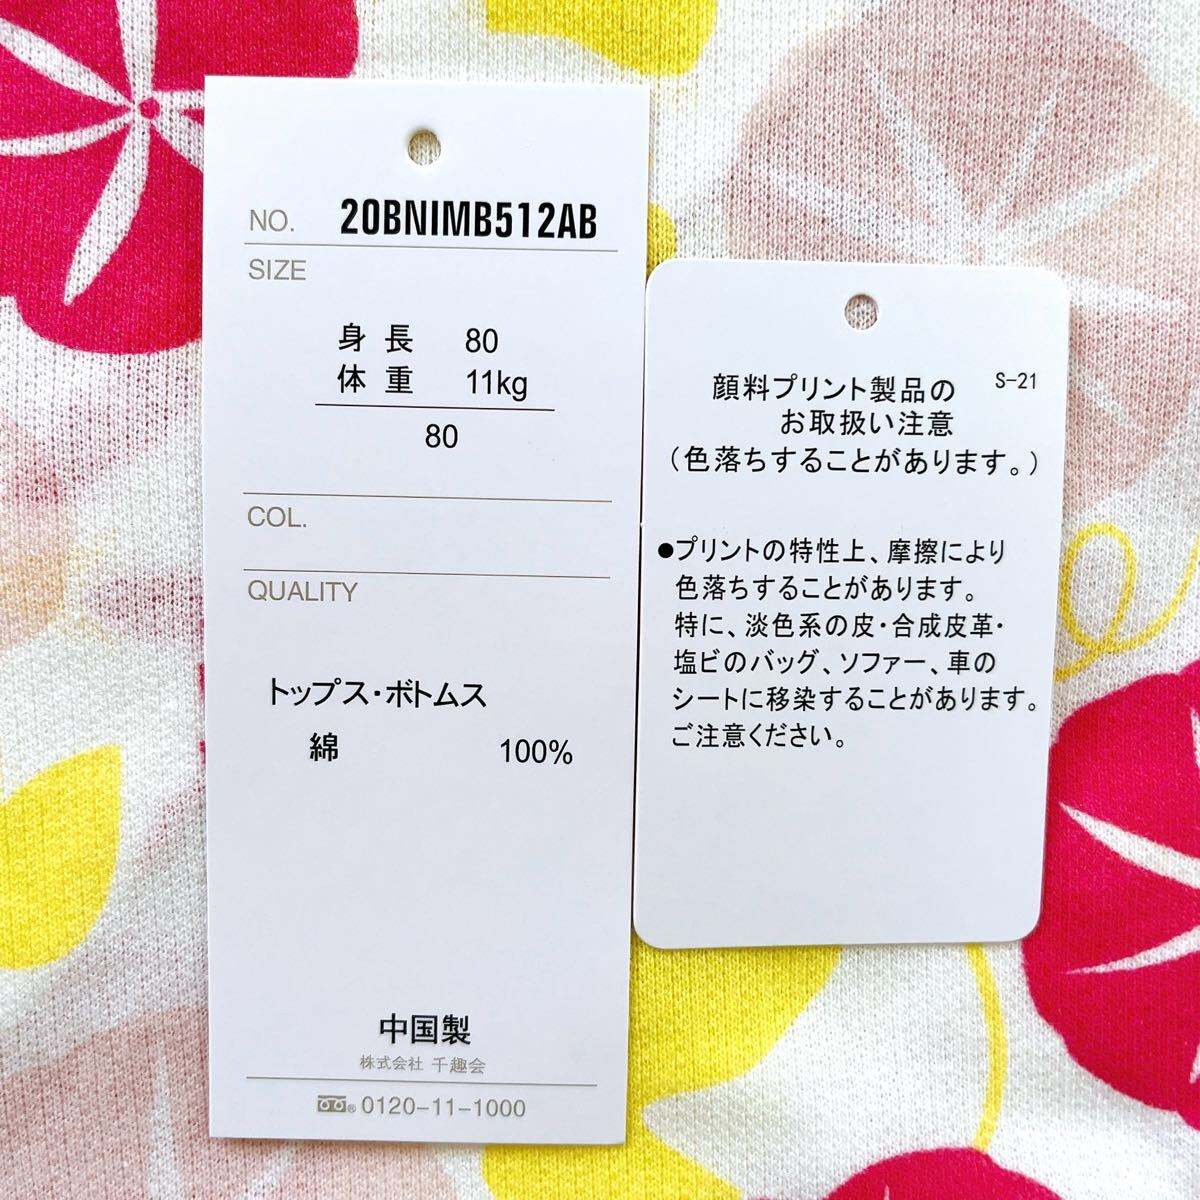 NO. 20BNIMB512AB
SIZE
身長 80
体重 11kg
80
COL.
QUALITY
トップス・ボトムス
綿 100%
中国製
株式会社 千趣会
0120-11-1000
顔料プリント製品の S-21
お取扱い注意
（色落ちすることがあります。）
●プリントの特性上、摩擦により
色落ちすることがあります。
特に、淡色系の皮・合成皮革・
塩ビのバッグ、ソファー、車の
シートに移染することがあります。
ご注意ください。